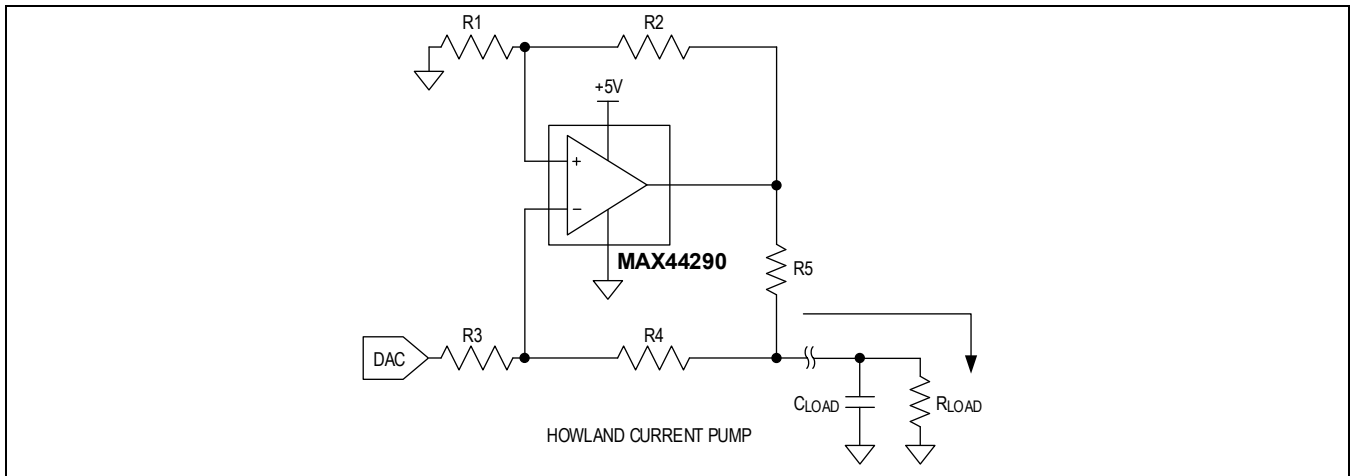 R1
R2
+5V
+
−
MAX44290
R5
DAC
R3
R4
CLOAD
RLOAD
HOWLAND CURRENT PUMP